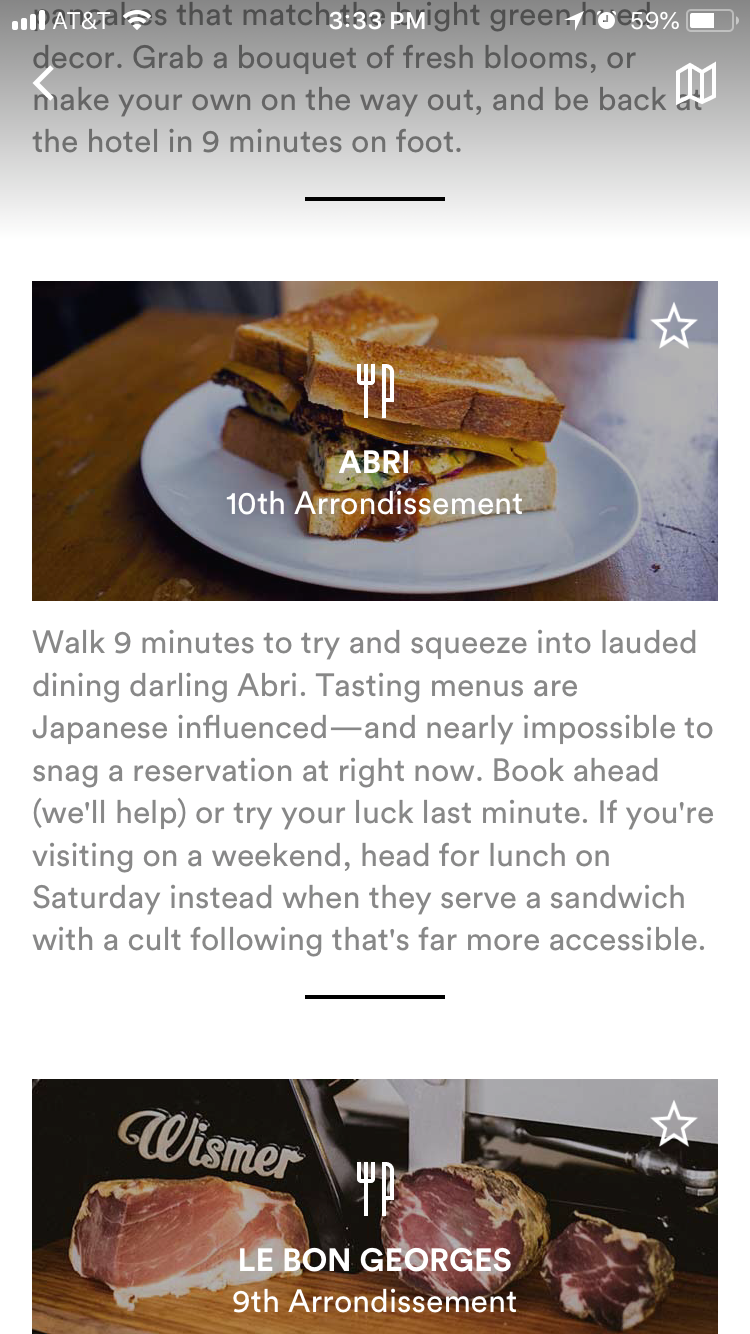 pancakes that match the bright green-hued
AT&T 3:33 PM 59%
decor. Grab a bouquet of fresh blooms, or
make your own on the way out, and be back at
the hotel in 9 minutes on foot.
ABRI
10th Arrondissement
Walk 9 minutes to try and squeeze into lauded
dining darling Abri. Tasting menus are
Japanese influenced—and nearly impossible to
snag a reservation at right now. Book ahead
(we'll help) or try your luck last minute. If you're
visiting on a weekend, head for lunch on
Saturday instead when they serve a sandwich
with a cult following that's far more accessible.
Wismer
LE BON GEORGES
9th Arrondissement